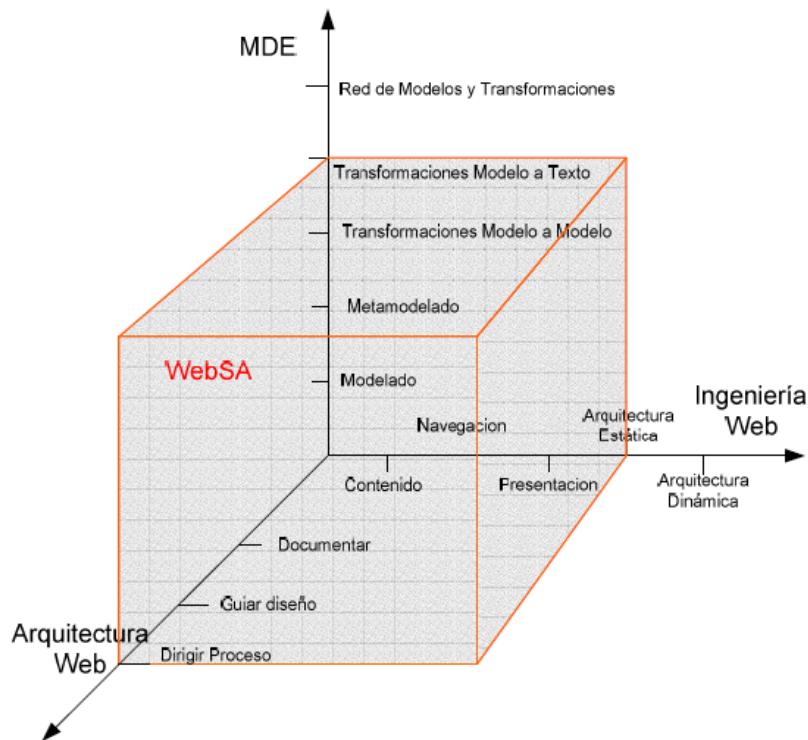 MDE
Red de Modelos y Transformaciones
Transformaciones Modelo a Texto
Transformaciones Modelo a Modelo
Metamodelado
WebSA
Modelado
Navegacion
Arquitectura
Estática
Ingeniería
Web
Contenido
Presentacion
Arquitectura
Dinámica
Documentar
Guiar diseño
Arquitectura
Web
Dirigir Proceso